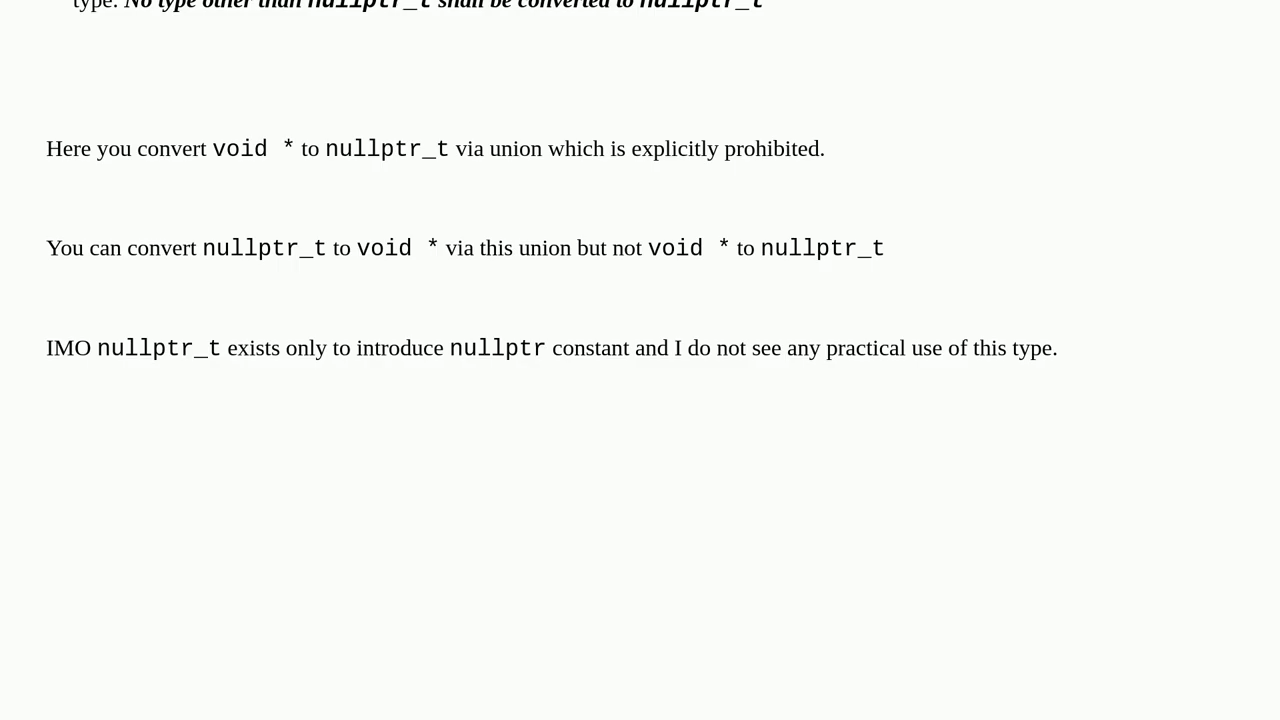 type. No type other than nullptr_t shall be converted to nullptr_t
Here you convert void * to nullptr_t via union which is explicitly prohibited.
You can convert nullptr_t to void * via this union but not void * to nullptr_t
IMO nullptr_t exists only to introduce nullptr constant and I do not see any practical use of this type.